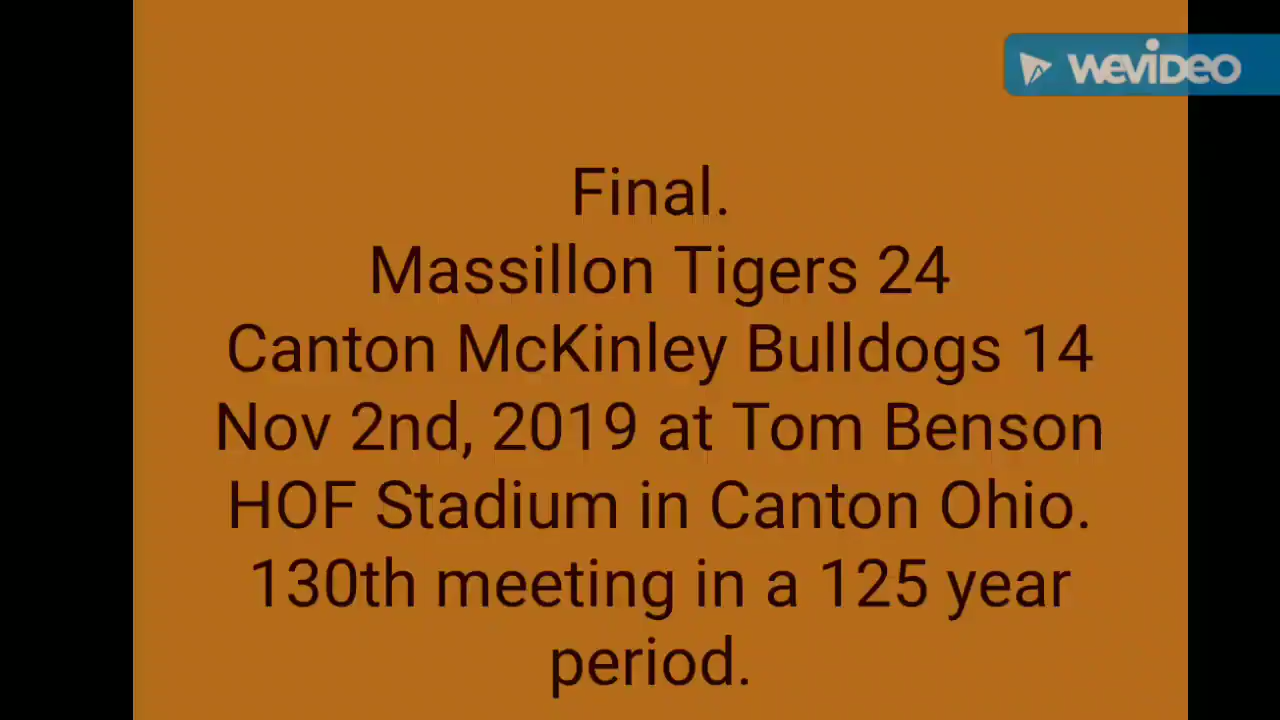 WEVIDEO
Final.
Massillon Tigers 24
Canton McKinley Bulldogs 14
Nov 2nd, 2019 at Tom Benson
HOF Stadium in Canton Ohio.
130th meeting in a 125 year
period.